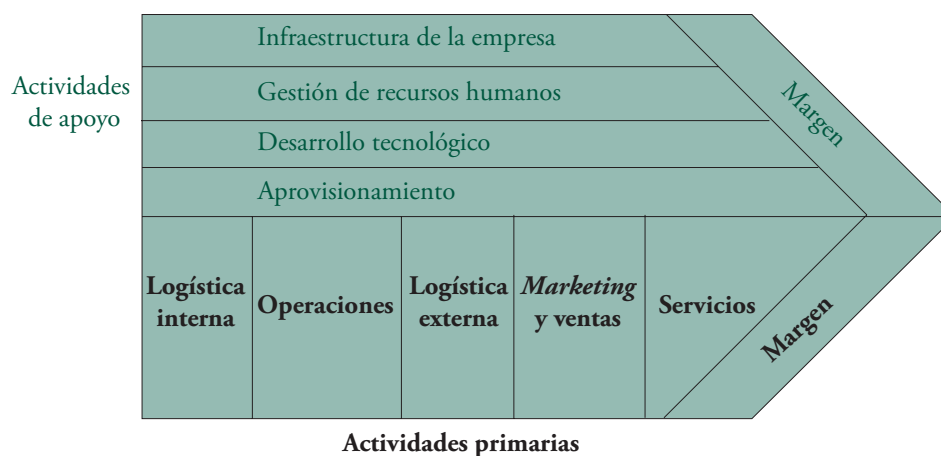 Infraestructura de la empresa
Actividades
de apoyo
Gestión de recursos humanos
Desarrollo tecnológico
Aprovisionamiento
Margen
Logística
interna
Operaciones
Logística
externa
Marketing
y ventas
Servicios
Margen
Actividades primarias